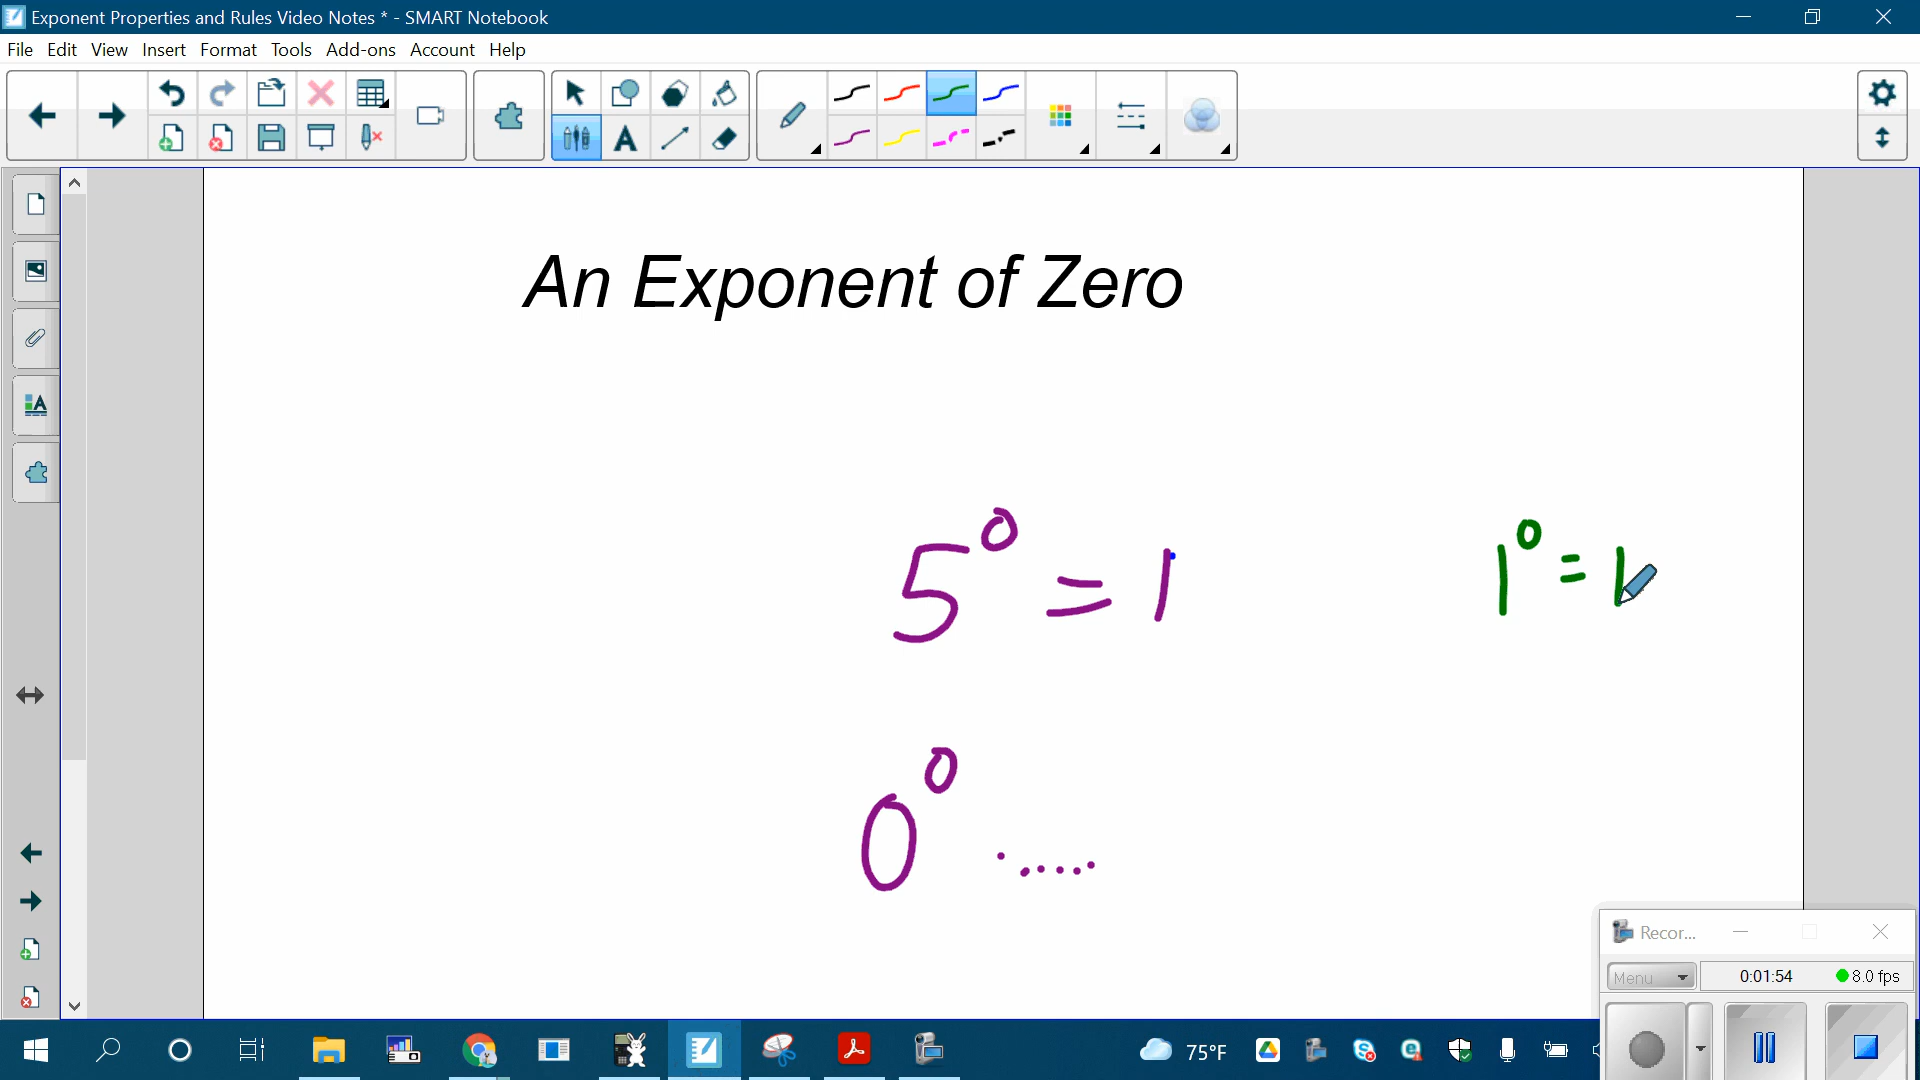 Exponent Properties and Rules Video Notes * - SMART Notebook
File Edit View Insert Format Tools Add-ons Account Help
An Exponent of Zero
5⁰ = 1
1⁰ = 1
0⁰ ......
Recor...
Menu 0:01:54 8.0 fps
75°F